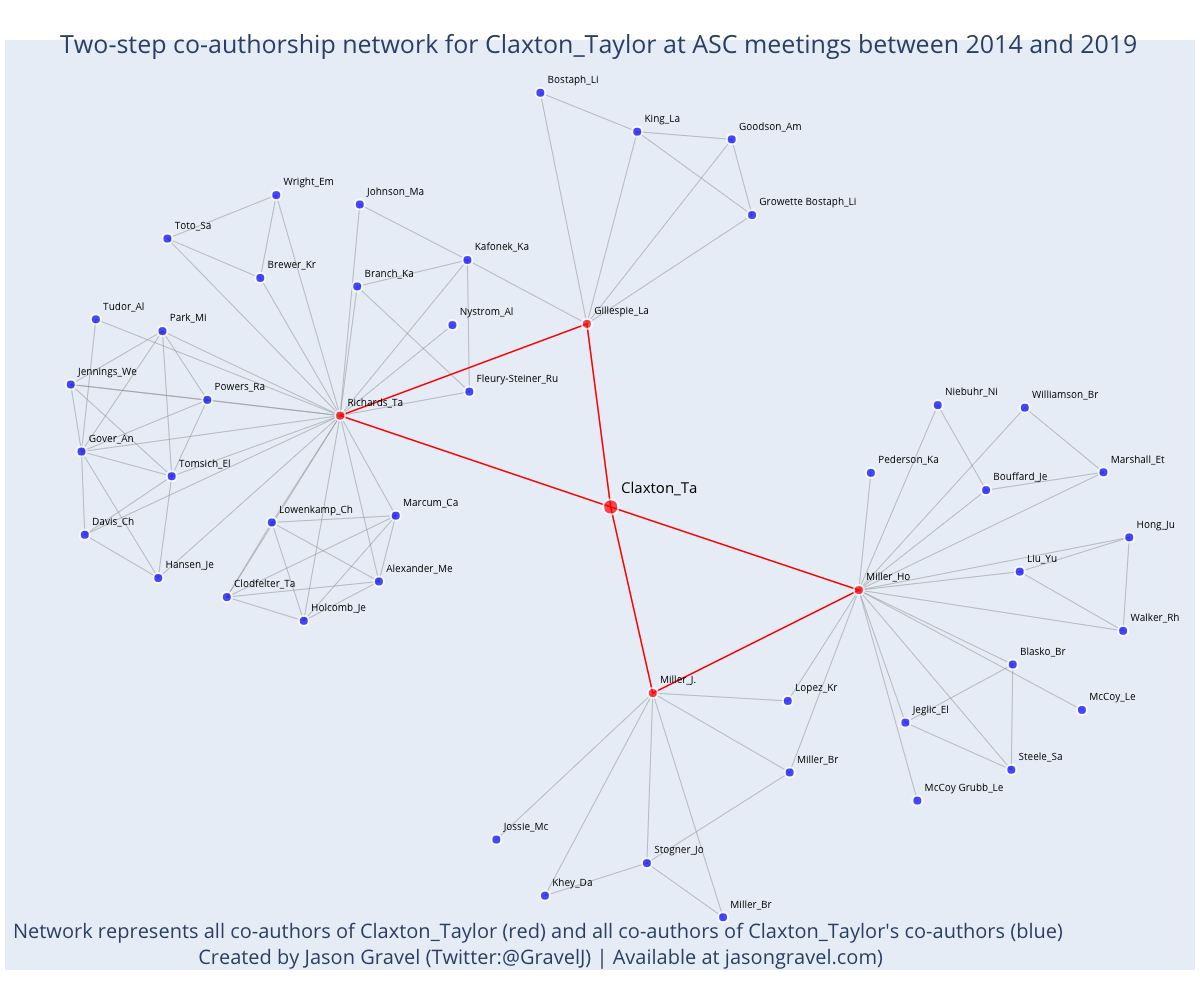 Two-step co-authorship network for Claxton_Taylor at ASC meetings between 2014 and 2019
Bostaph_Li
King_La
Goodson_Am
Wright_Em
Johnson_Ma
Growette Bostaph_Li
Toto_Sa
Kafonek_Ka
Brewer_Kr
Branch_Ka
Tudor_Al
Park_Mi
Nystrom_Al
Gillespie_La
Jennings_We
Powers_Ra
Fleury-Steiner_Ru
Richards_Ta
Niebuhr_Ni
Williamson_Br
Gover_An
Tomsich_El
Pederson_Ka
Marshall_Et
Bouffard_Je
Claxton_Ta
Lowenkamp_Ch
Marcum_Ca
Davis_Ch
Hong_Ju
Liu_Yu
Hansen_Je
Alexander_Me
Miller_Ho
Clodfelter_Ta
Holcomb_Je
Walker_Rh
Blasko_Br
Miller_J.
Lopez_Kr
McCoy_Le
Jeglic_El
Miller_Br
Steele_Sa
McCoy Grubb_Le
Jossie_Mc
Stogner_Jo
Khey_Da
Miller_Br
Network represents all co-authors of Claxton_Taylor (red) and all co-authors of Claxton_Taylor's co-authors (blue)
Created by Jason Gravel (Twitter:@GravelJ) | Available at jasongravel.com)